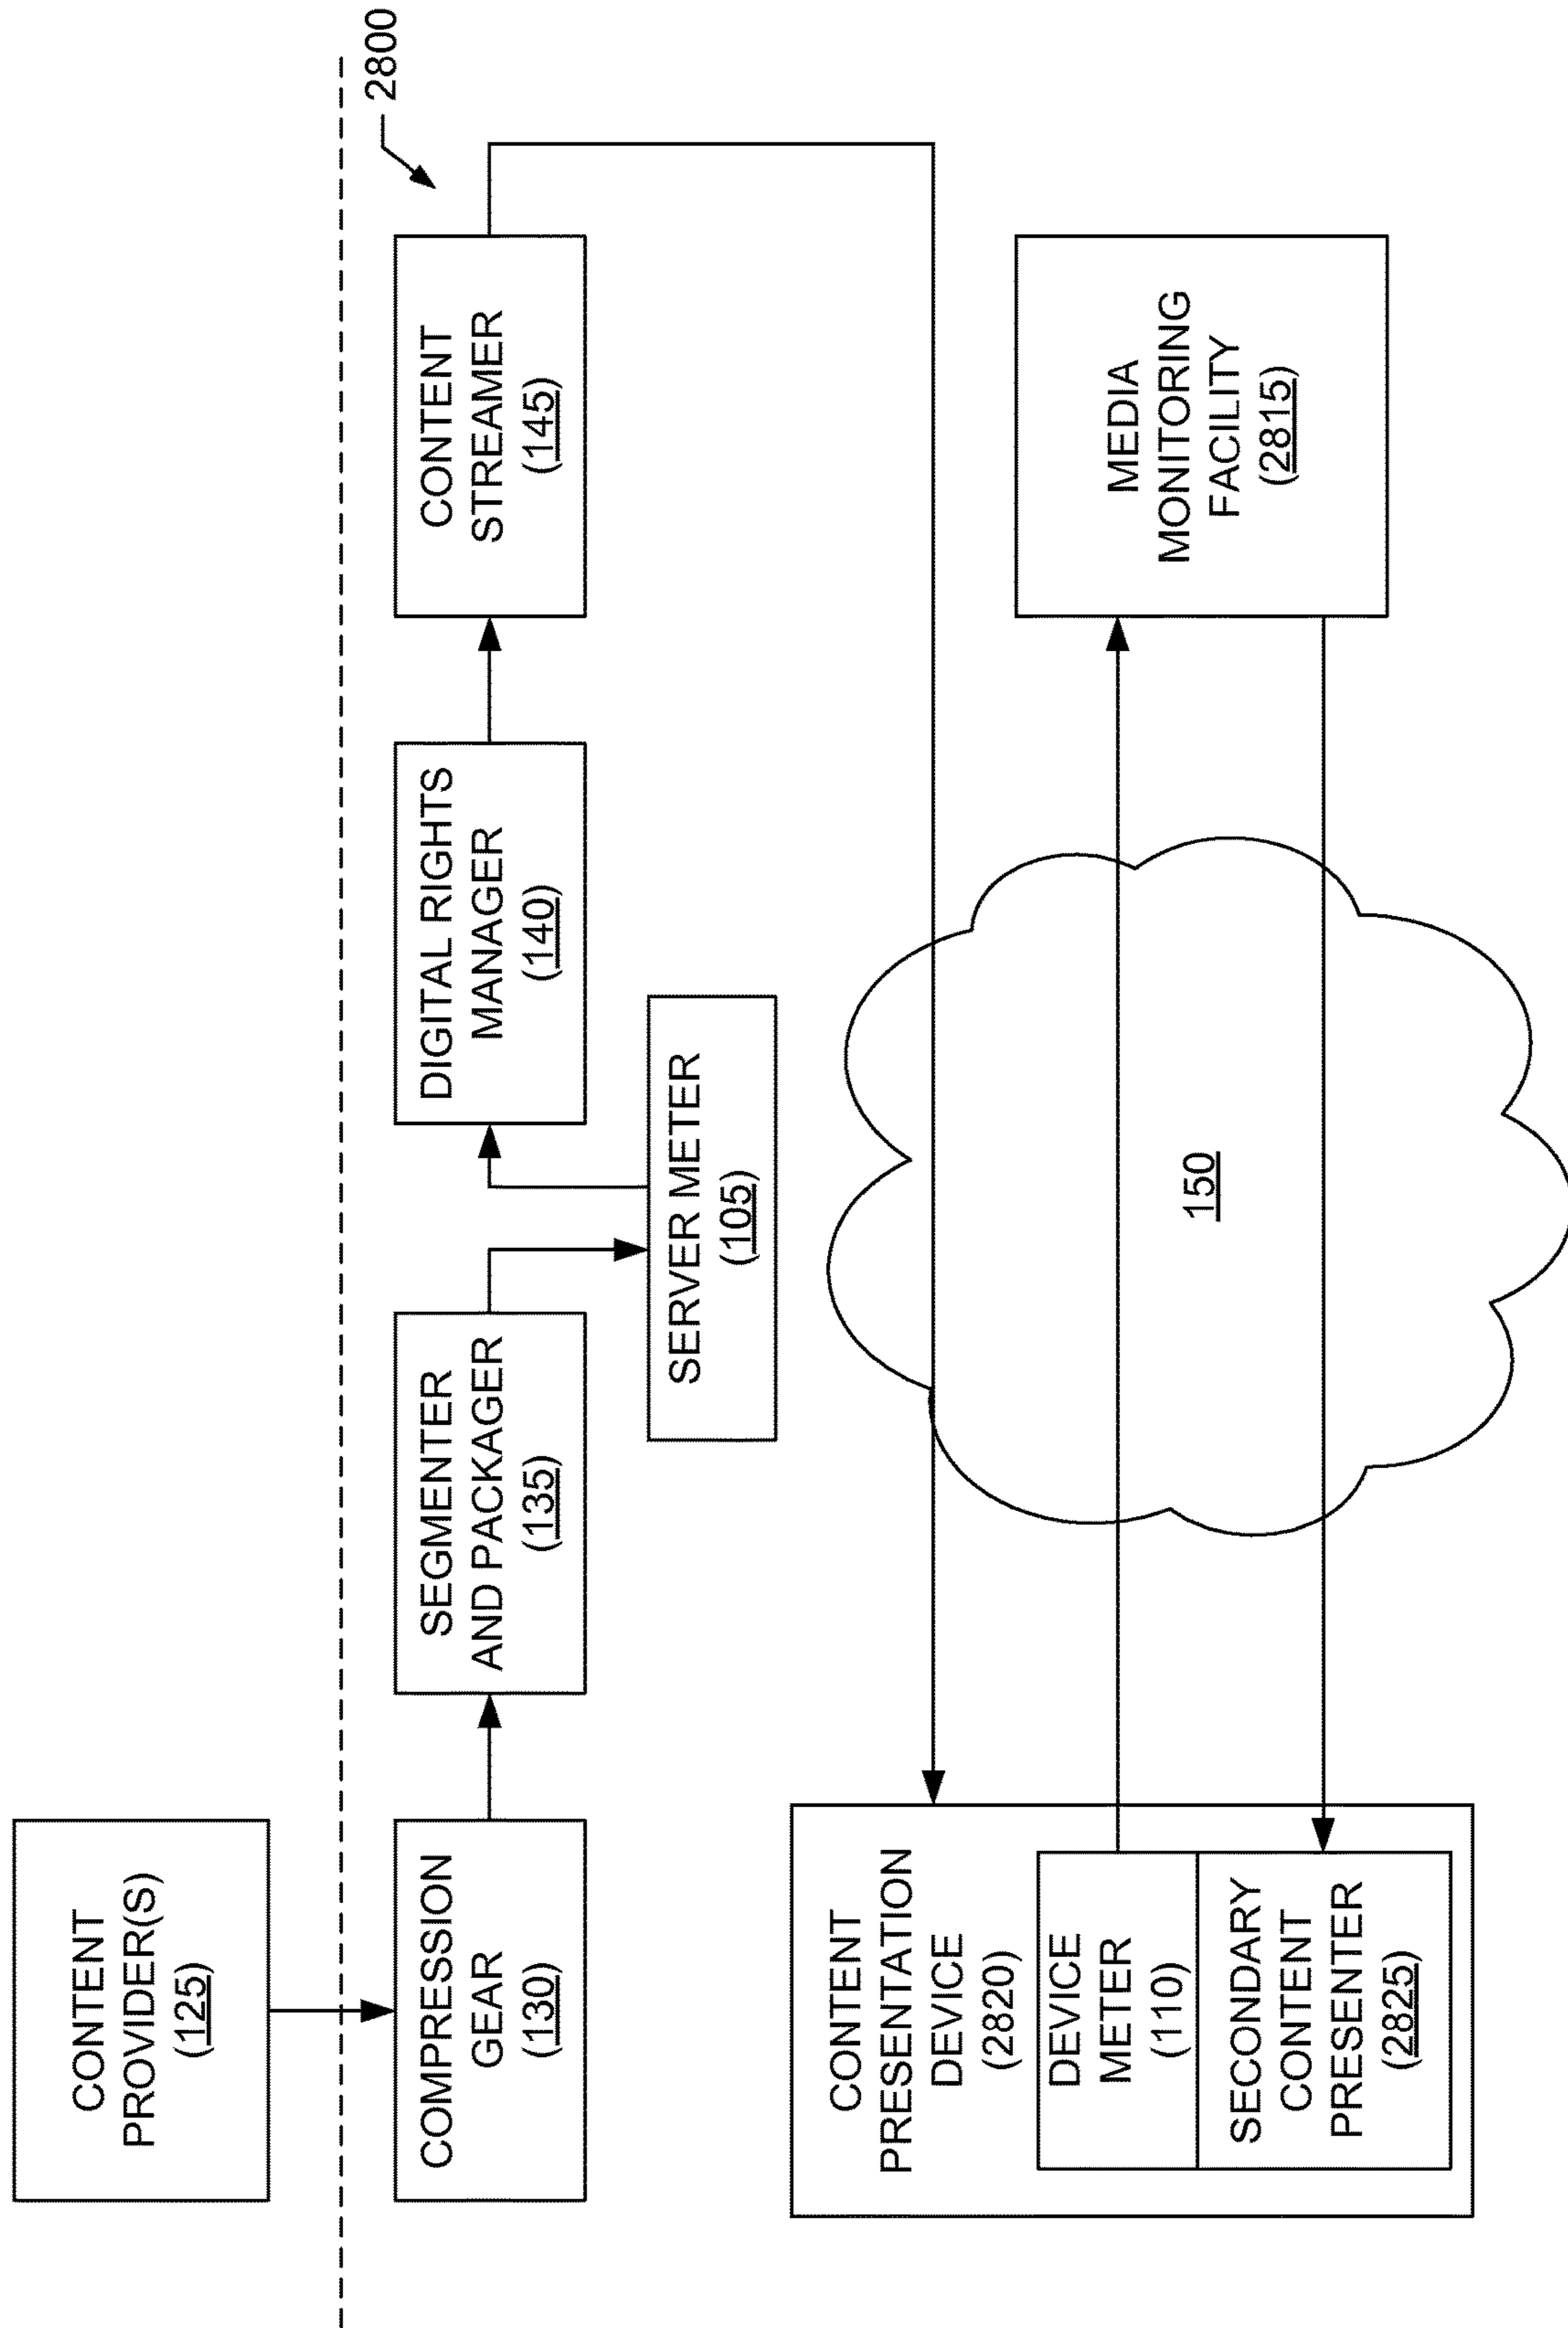 CONTENT
PROVIDER(S)
(125)
2800
COMPRESSION
GEAR
(130)
SEGMENTER
AND PACKAGER
(135)
SERVER METER
(105)
DIGITAL RIGHTS
MANAGER
(140)
CONTENT
STREAMER
(145)
CONTENT
PRESENTATION
DEVICE
(2820)
DEVICE
METER
(110)
SECONDARY
CONTENT
PRESENTER
(2825)
150
MEDIA
MONITORING
FACILITY
(2815)